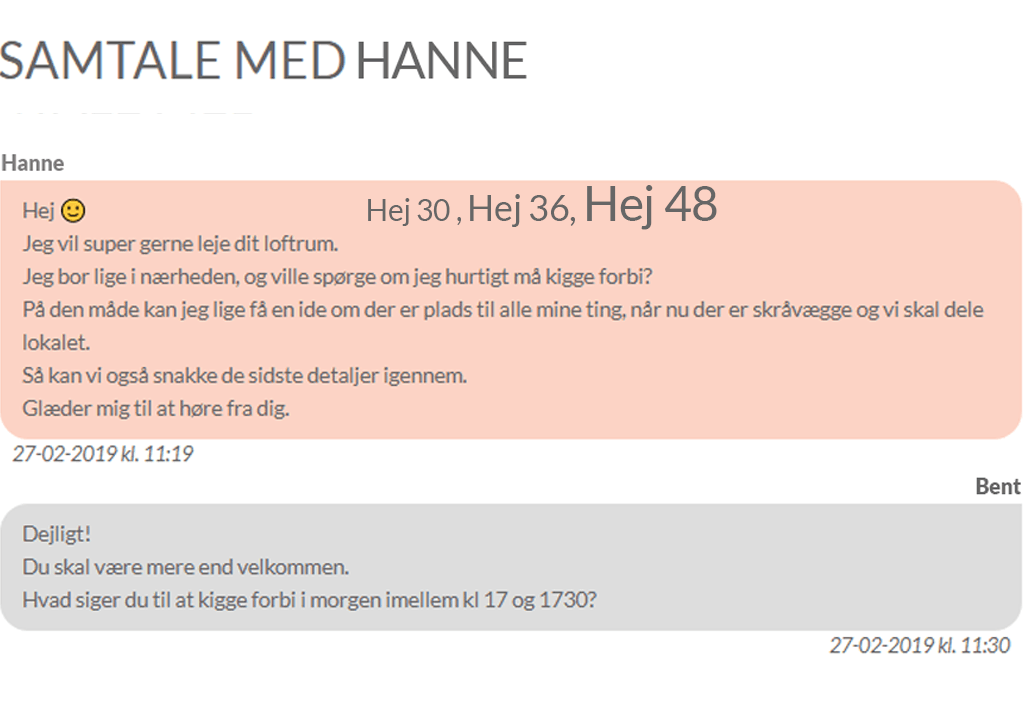 SAMTALE MED HANNE
Hanne
Hej 🙂 Hej 30 , Hej 36, Hej 48
Jeg vil super gerne leje dit loftrum.
Jeg bor lige i nærheden, og ville spørge om jeg hurtigt må kigge forbi?
På den måde kan jeg lige få en ide om der er plads til alle mine ting, når nu der er skråvægge og vi skal dele
lokalet.
Så kan vi også snakke de sidste detaljer igennem.
Glæder mig til at høre fra dig.
27-02-2019 kl. 11:19
Bent
Dejligt!
Du skal være mere end velkommen.
Hvad siger du til at kigge forbi i morgen imellem kl 17 og 1730?
27-02-2019 kl. 11:30